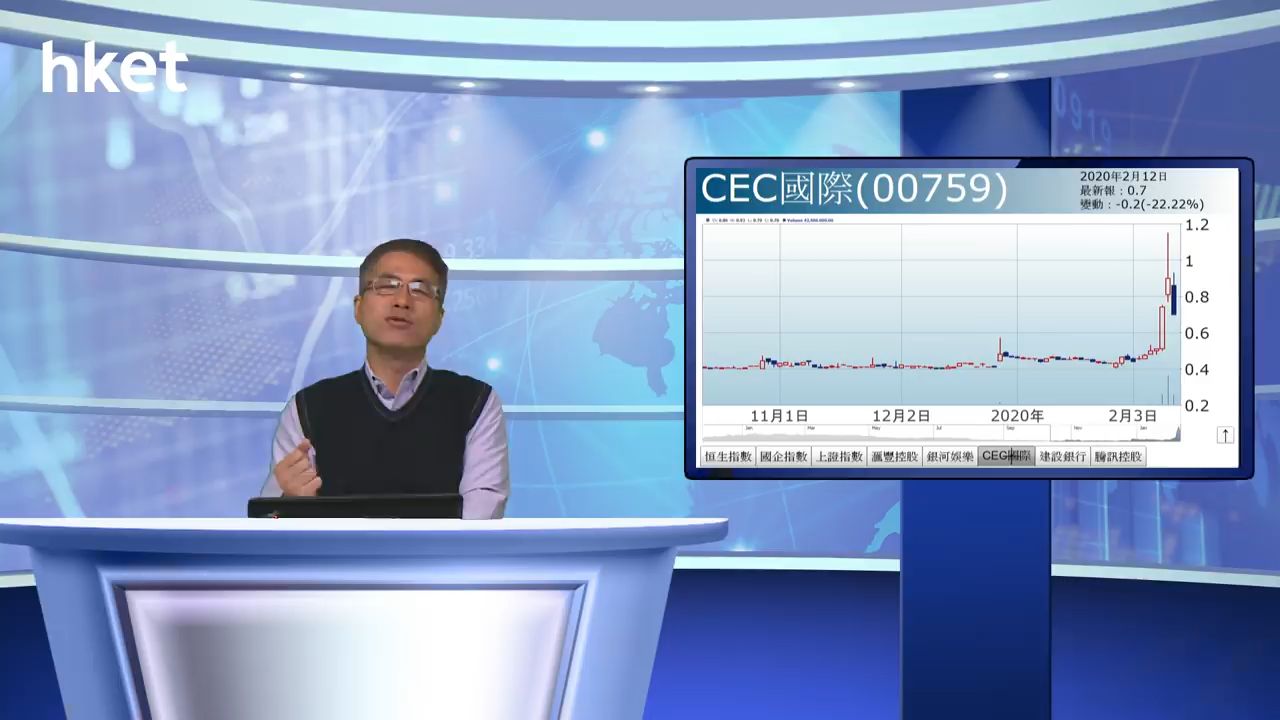 hket
CEC國際(00759)
2020年2月12日
最新報：0.7
變動：-0.2(-22.22%)
1.2
1
0.8
0.6
0.4
0.2
11月1日
12月2日
2020年
2月3日
恒生指數
國企指數
上證指數
滙豐控股
銀河娛樂
CEC國際
建設銀行
騰訊控股